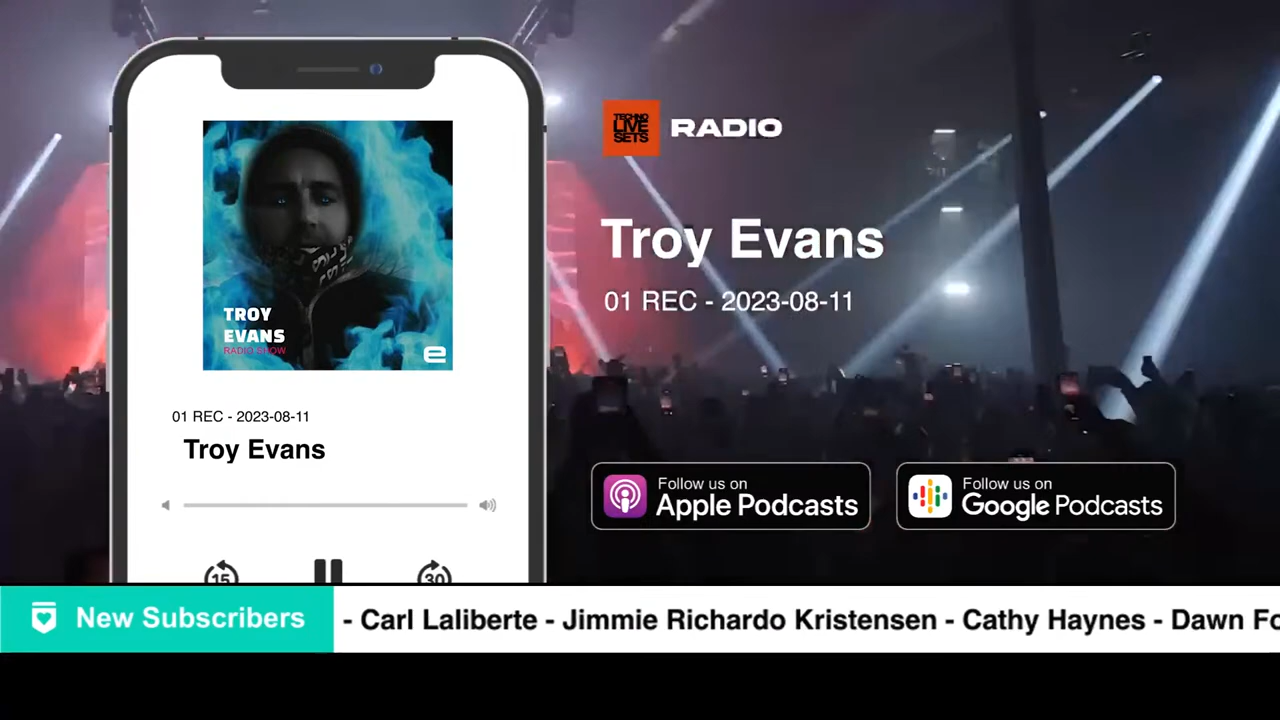 TROY
EVANS
RADIO SHOW
e
01 REC - 2023-08-11
Troy Evans
15
30
TECHNO
LIVE
SETS
RADIO
Troy Evans
01 REC - 2023-08-11
Follow us on
Apple Podcasts
Follow us on
Google Podcasts
New Subscribers
- Carl Laliberte - Jimmie Richardo Kristensen - Cathy Haynes - Dawn Fo